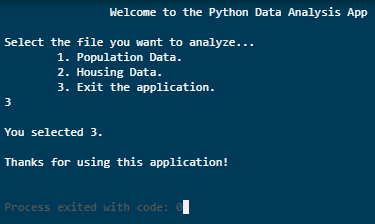 Welcome to the Python Data Analysis App
Select the file you want to analyze...
1. Population Data.
2. Housing Data.
3. Exit the application.
3
You selected 3.
Thanks for using this application!
Process exited with code: 0